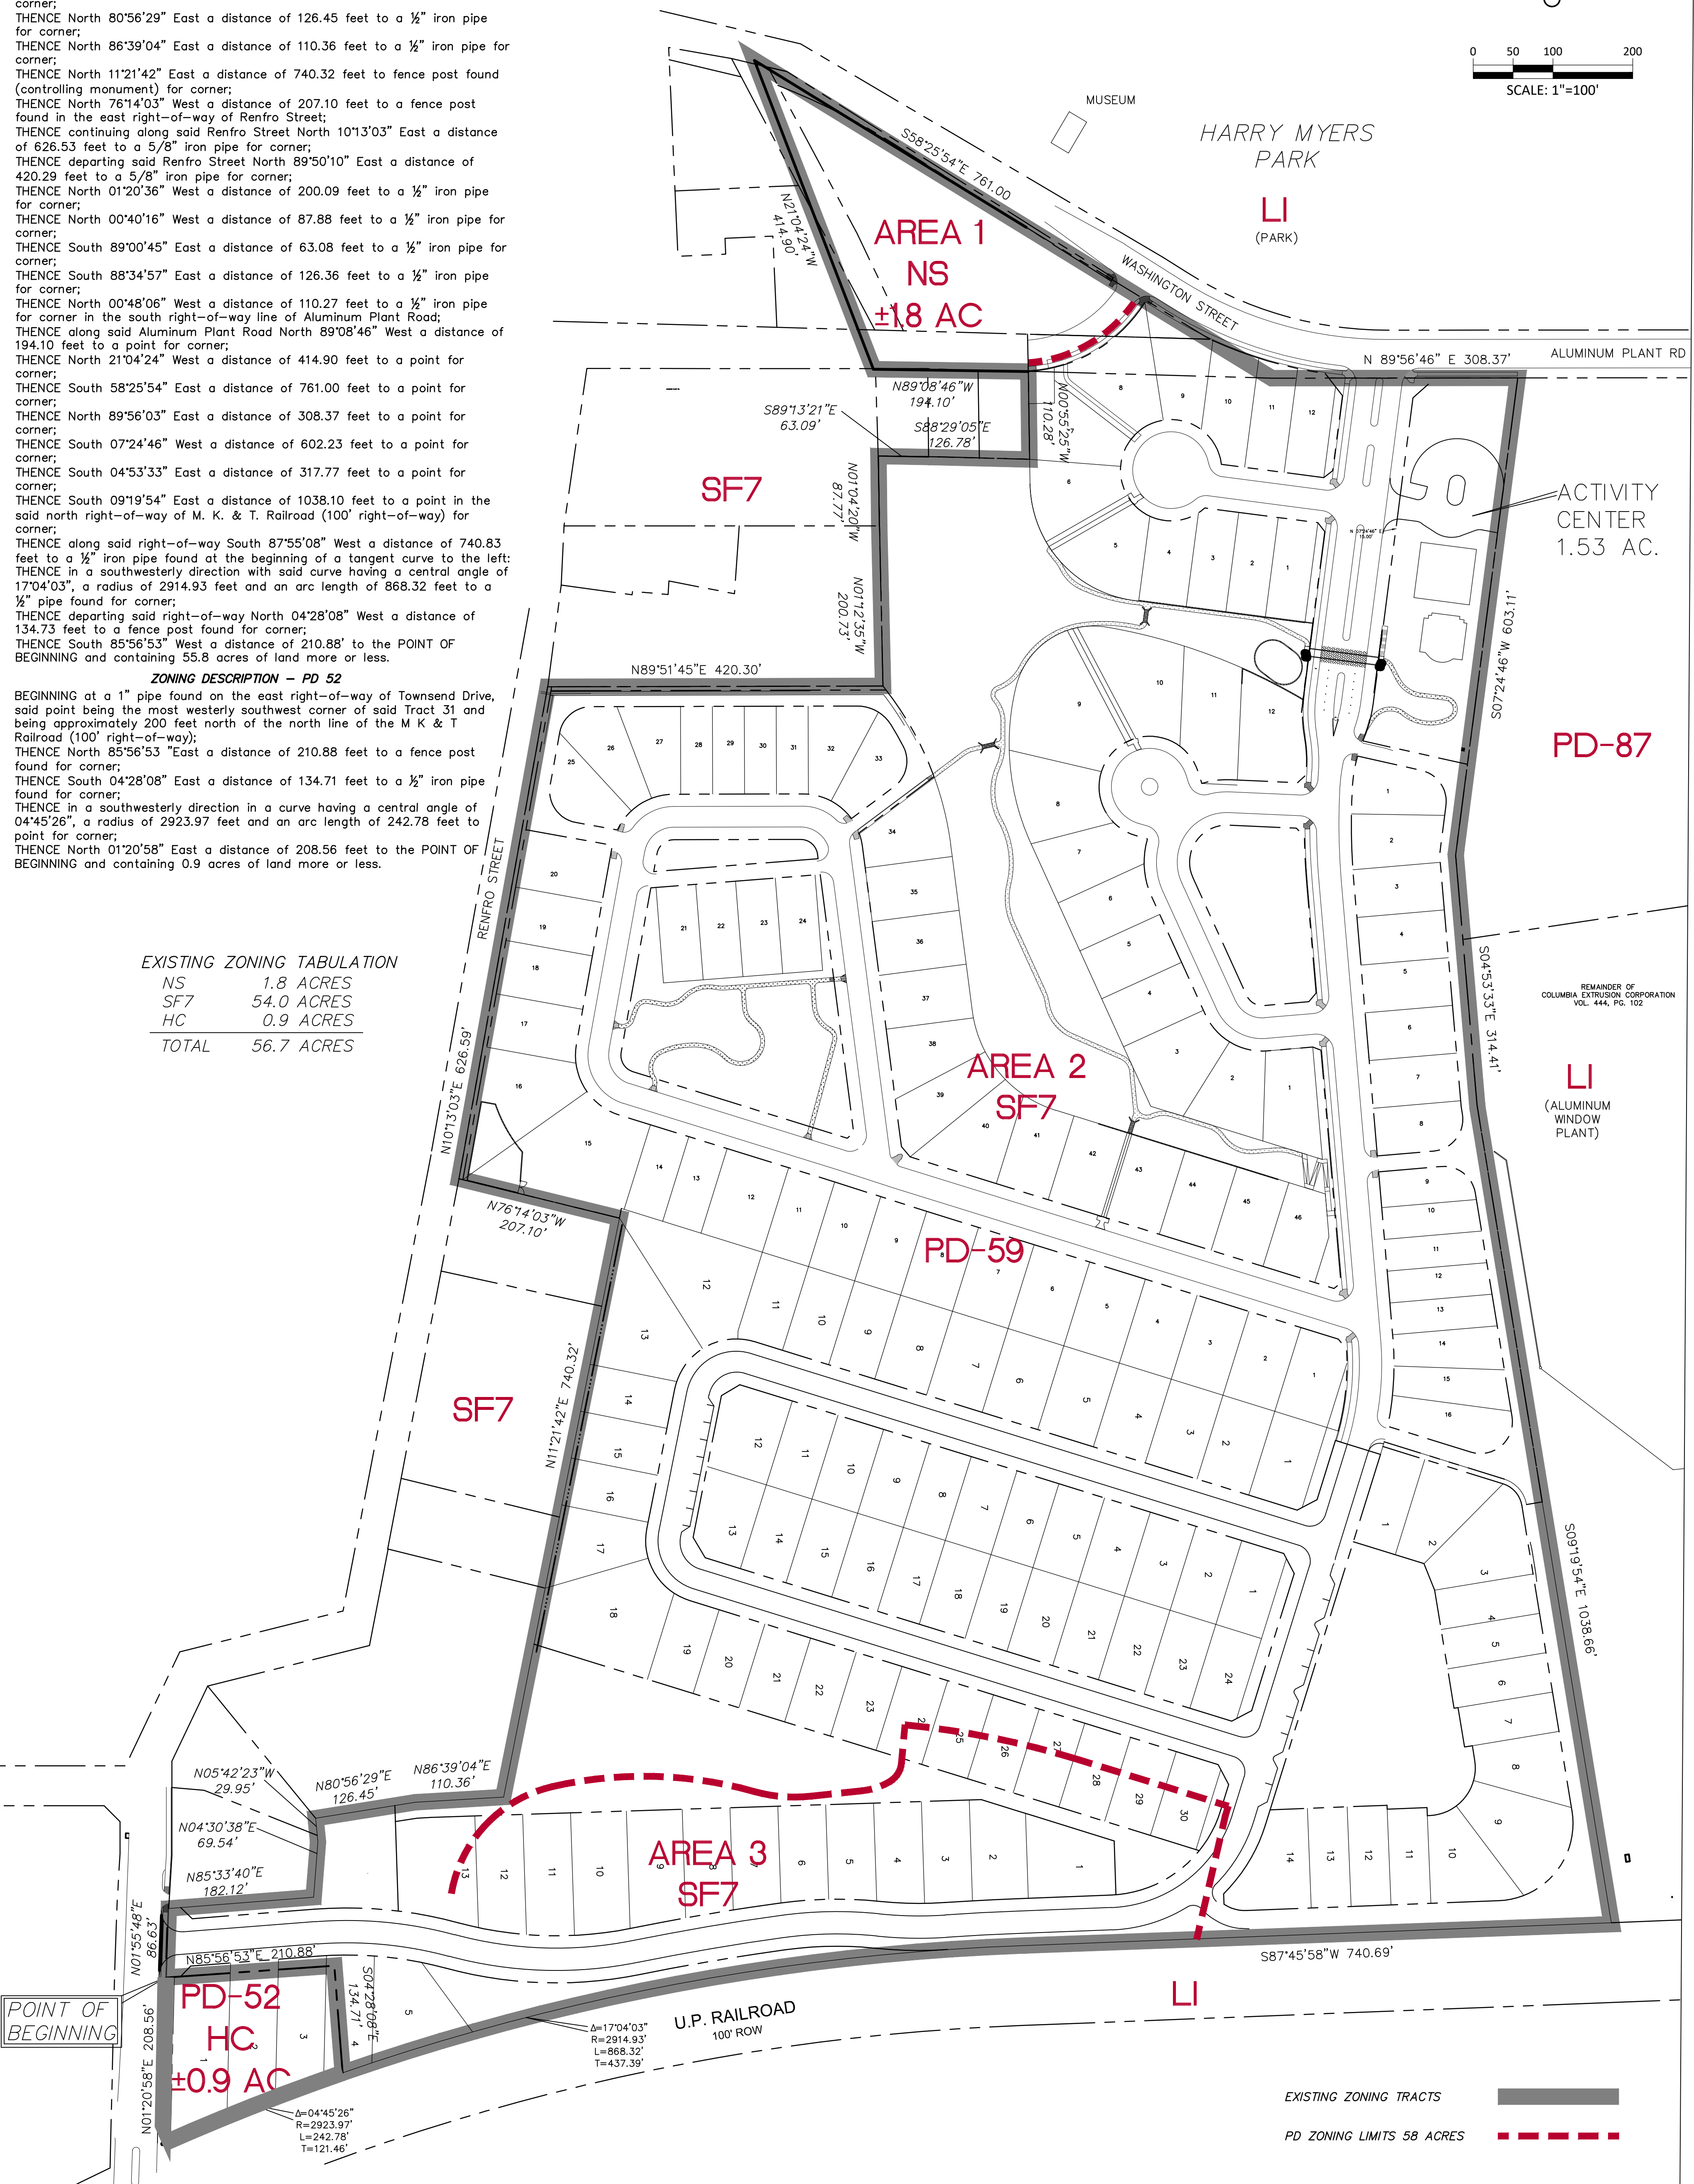 corner;
THENCE North 80°56'29" East a distance of 126.45 feet to a ½" iron pipe
for corner;
THENCE North 86°39'04" East a distance of 110.36 feet to a ½" iron pipe for
corner;
THENCE North 11°21'42" East a distance of 740.32 feet to fence post found
(controlling monument) for corner;
THENCE North 76°14'03" West a distance of 207.10 feet to a fence post
found in the east right-of-way of Renfro Street;
THENCE continuing along said Renfro Street North 10°13'03" East a distance
of 626.53 feet to a 5/8" iron pipe for corner;
THENCE departing said Renfro Street North 89°50'10" East a distance of
420.29 feet to a 5/8" iron pipe for corner;
THENCE North 01°20'36" West a distance of 200.09 feet to a ½" iron pipe
for corner;
THENCE North 00°40'16" West a distance of 87.88 feet to a ½" iron pipe for
corner;
THENCE South 89°00'45" East a distance of 63.08 feet to a ½" iron pipe for
corner;
THENCE South 88°34'57" East a distance of 126.36 feet to a ½" iron pipe
for corner;
THENCE North 00°48'06" West a distance of 110.27 feet to a ½" iron pipe
for corner in the south right-of-way line of Aluminum Plant Road;
THENCE along said Aluminum Plant Road North 89°08'46" West a distance of
194.10 feet to a point for corner;
THENCE North 21°04'24" West a distance of 414.90 feet to a point for
corner;
THENCE South 58°25'54" East a distance of 761.00 feet to a point for
corner;
THENCE North 89°56'03" East a distance of 308.37 feet to a point for
corner;
THENCE South 07°24'46" West a distance of 602.23 feet to a point for
corner;
THENCE South 04°53'33" East a distance of 317.77 feet to a point for
corner;
THENCE South 09°19'54" East a distance of 1038.10 feet to a point in the
said north right-of-way of M. K. & T. Railroad (100' right-of-way) for
corner;
THENCE along said right-of-way South 87°55'08" West a distance of 740.83
feet to a ½" iron pipe found at the beginning of a tangent curve to the left:
THENCE in a southwesterly direction with said curve having a central angle of
17°04'03", a radius of 2914.93 feet and an arc length of 868.32 feet to a
½" pipe found for corner;
THENCE departing said right-of-way North 04°28'08" West a distance of
134.73 feet to a fence post found for corner;
THENCE South 85°56'53" West a distance of 210.88' to the POINT OF
BEGINNING and containing 55.8 acres of land more or less.
ZONING DESCRIPTION - PD 52
BEGINNING at a 1" pipe found on the east right-of-way of Townsend Drive,
said point being the most westerly southwest corner of said Tract 31 and
being approximately 200 feet north of the north line of the M K & T
Railroad (100' right-of-way);
THENCE North 85°56'53 "East a distance of 210.88 feet to a fence post
found for corner;
THENCE South 04°28'08" East a distance of 134.71 feet to a ½" iron pipe
found for corner;
THENCE in a southwesterly direction in a curve having a central angle of
04°45'26", a radius of 2923.97 feet and an arc length of 242.78 feet to
point for corner;
THENCE North 01°20'58" East a distance of 208.56 feet to the POINT OF
BEGINNING and containing 0.9 acres of land more or less.
EXISTING ZONING TABULATION
NS 1.8 ACRES
SF7 54.0 ACRES
HC 0.9 ACRES
TOTAL 56.7 ACRES
0 50 100 200
SCALE: 1"=100'
MUSEUM
HARRY MYERS
PARK
LI
(PARK)
S58°25'54"E 761.00
N21°04'24"W
414.90'
AREA 1
NS
±1.8 AC
WASHINGTON STREET
N 89°56'46" E 308.37'
ALUMINUM PLANT RD
N89°08'46"W
194.10'
S89°13'21"E
63.09'
S88°29'05"E
126.78'
N00°55'25"W
110.28'
SF7
N01°04'20"W
87.77'
N01°12'35"W
200.73'
N89°51'45"E 420.30'
ACTIVITY
CENTER
1.53 AC.
N 07°24'46" E
15.00'
S07°24'46"W 603.11'
PD-87
RENFRO STREET
N10°13'03"E 626.59'
S04°53'33"E 314.41'
REMAINDER OF
COLUMBIA EXTRUSION CORPORATION
VOL. 444, PG. 102
LI
(ALUMINUM
WINDOW
PLANT)
AREA 2
SF7
N76°14'03"W
207.10'
PD-59
SF7
N11°21'42"E 740.32'
S09°19'54"E 1038.66'
N05°42'23"W
29.95'
N80°56'29"E
126.45'
N86°39'04"E
110.36'
N04°30'38"E
69.54'
N85°33'40"E
182.12'
AREA 3
SF7
N01°55'48"E
86.63'
N85°56'53"E 210.88'
S87°45'58"W 740.69'
POINT OF
BEGINNING
PD-52
HC
±0.9 AC
S04°28'08"E
134.71'
N01°20'58"E 208.56'
Δ=17°04'03"
R=2914.93'
L=868.32'
T=437.39'
U.P. RAILROAD
100' ROW
LI
Δ=04°45'26"
R=2923.97'
L=242.78'
T=121.46'
EXISTING ZONING TRACTS
PD ZONING LIMITS 58 ACRES